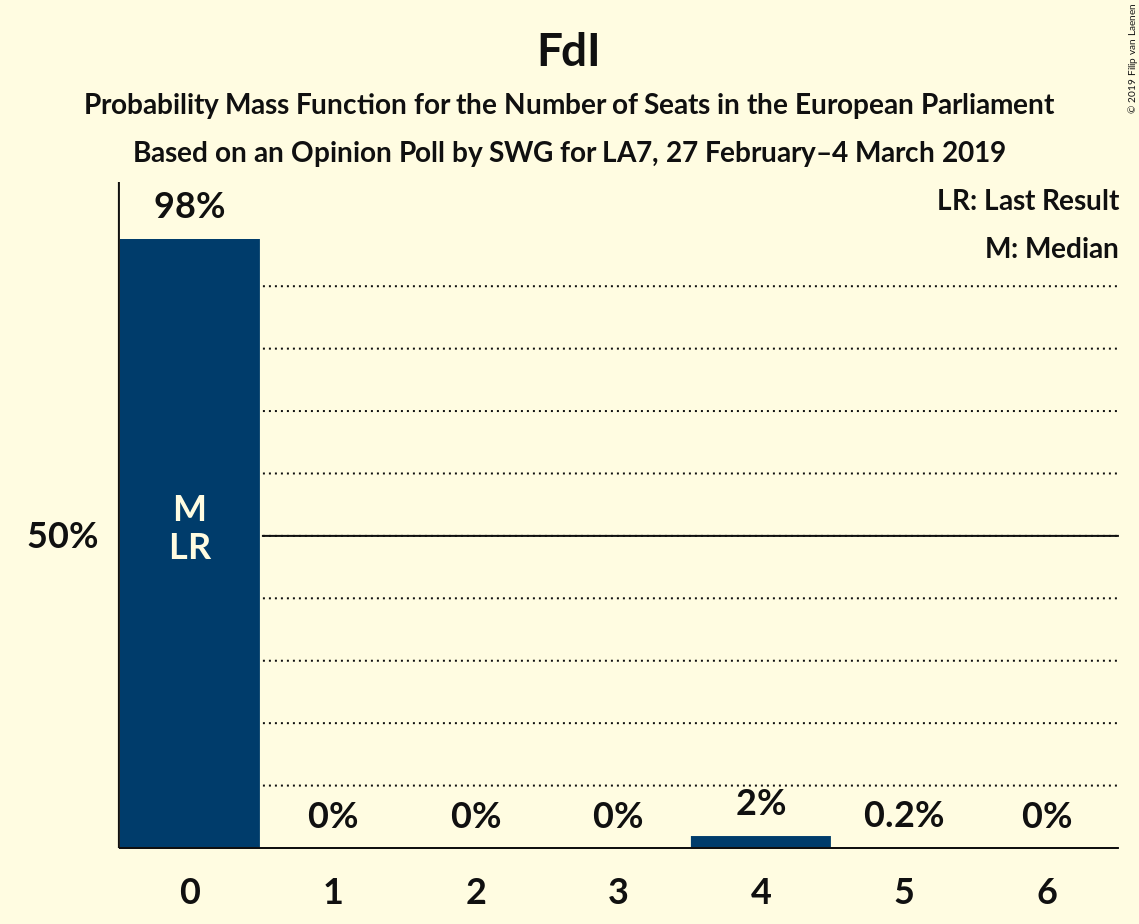 FdI
Probability Mass Function for the Number of Seats in the European Parliament
Based on an Opinion Poll by SWG for LA7, 27 February–4 March 2019
© 2019 Filip van Laenen
LR: Last Result
M: Median
98%
M
LR
50%
0%
0%
0%
2%
0.2%
0%
0
1
2
3
4
5
6